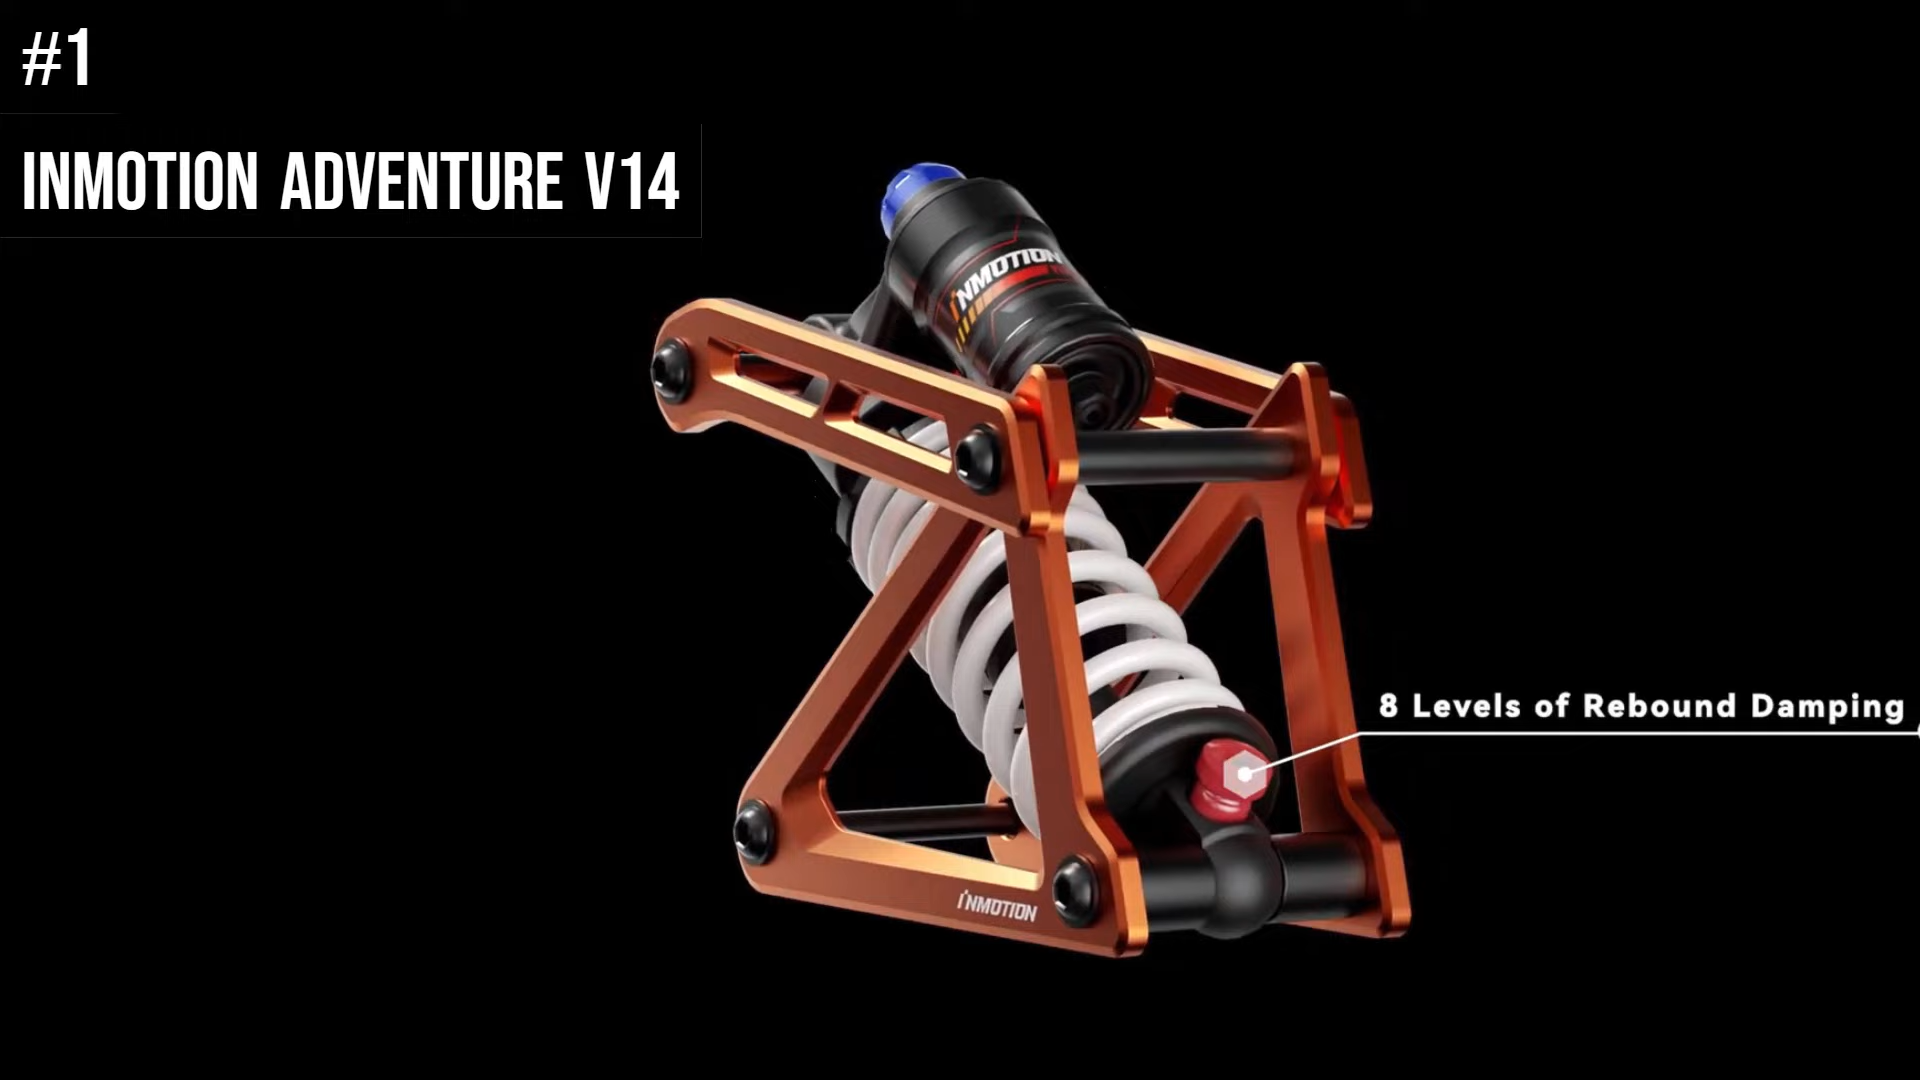 #1
INMOTION ADVENTURE V14
INMOTION
8 Levels of Rebound Damping
INMOTION